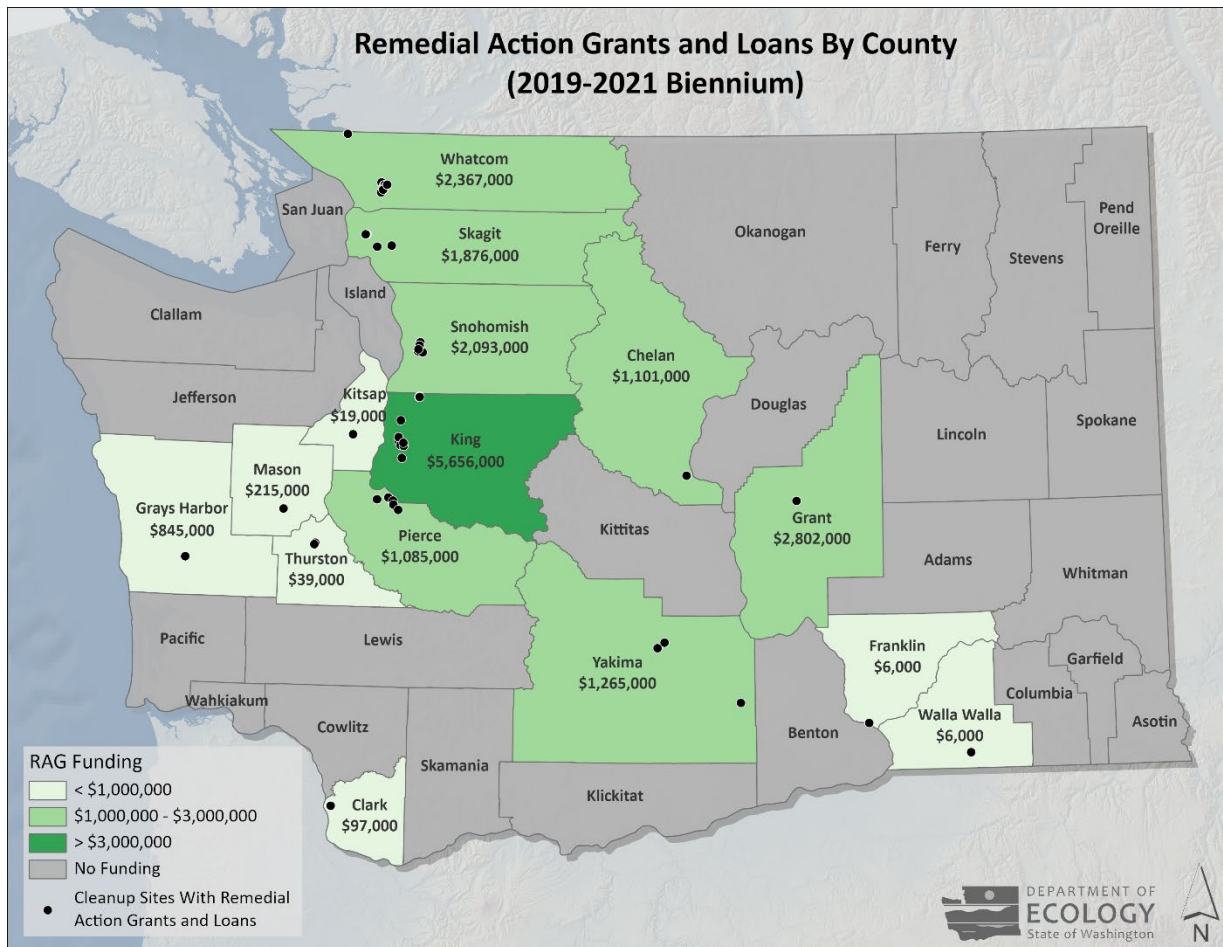 Remedial Action Grants and Loans By County
(2019-2021 Biennium)
Whatcom
$2,367,000
San Juan
Skagit
$1,876,000
Okanogan
Ferry
Stevens
Pend
Oreille
Island
Clallam
Snohomish
$2,093,000
Chelan
$1,101,000
Jefferson
Kitsap
$19,000
Douglas
King
$5,656,000
Lincoln
Spokane
Mason
$215,000
Grays Harbor
$845,000
Kittitas
Grant
$2,802,000
Pierce
$1,085,000
Thurston
$39,000
Adams
Whitman
Pacific
Lewis
Yakima
$1,265,000
Franklin
$6,000
Garfield
Columbia
Wahkiakum
Cowlitz
Walla Walla
$6,000
Asotin
Benton
Skamania
Klickitat
Clark
$97,000
RAG Funding
< $1,000,000
$1,000,000 - $3,000,000
> $3,000,000
No Funding
Cleanup Sites With Remedial
Action Grants and Loans
DEPARTMENT OF
ECOLOGY
State of Washington
N